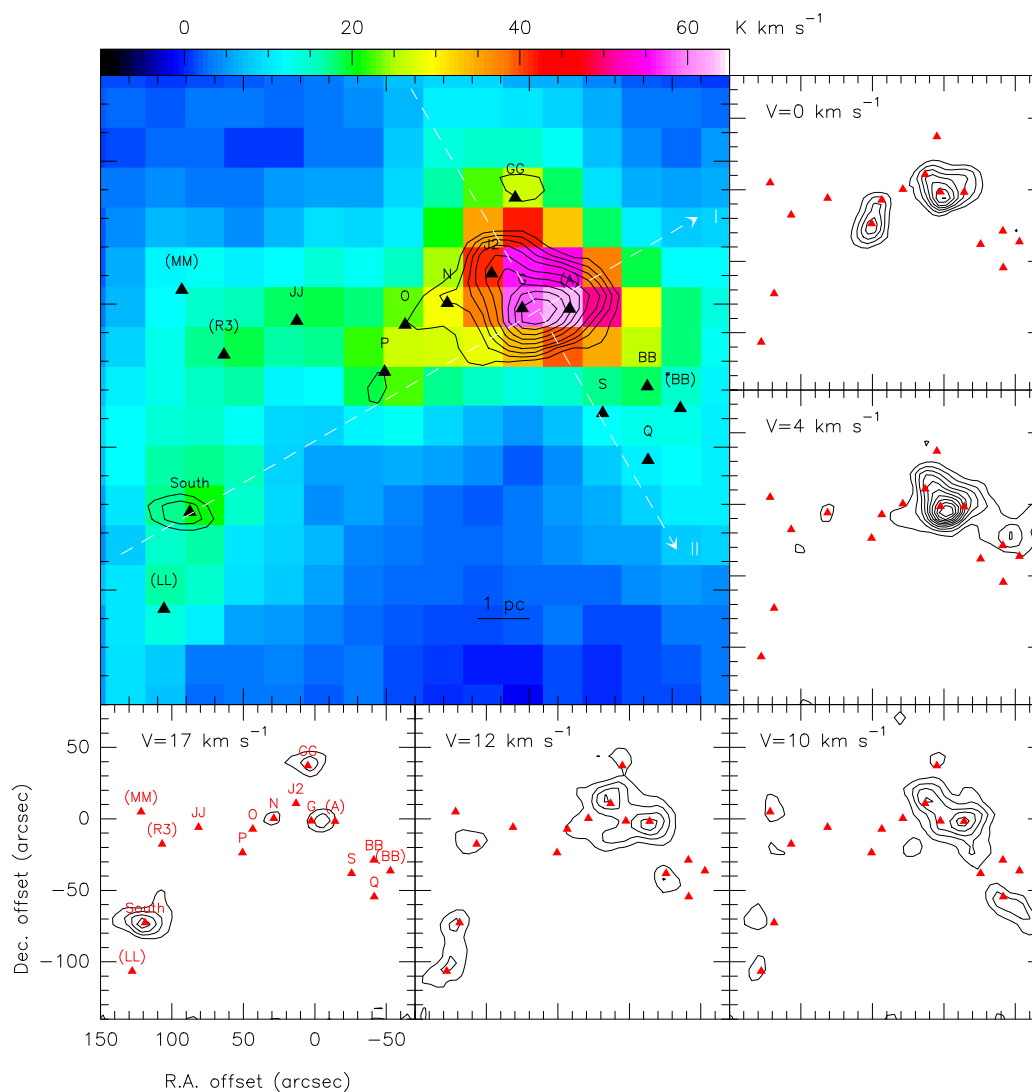 0 20 40 60 K km s⁻¹
V=0 km s⁻¹
GG
I
J2
(MM)
(A)
N
G
JJ
O
(R3)
P
BB
(BB)
S
V=4 km s⁻¹
Q
South
II
(LL)
1 pc
V=17 km s⁻¹
V=12 km s⁻¹
V=10 km s⁻¹
50
GG
(MM)
J2
JJ
O
N
G
(A)
0
(R3)
P
BB
(BB)
S
Q
−50
South
(LL)
−100
Dec. offset (arcsec)
150 100 50 0 −50
R.A. offset (arcsec)